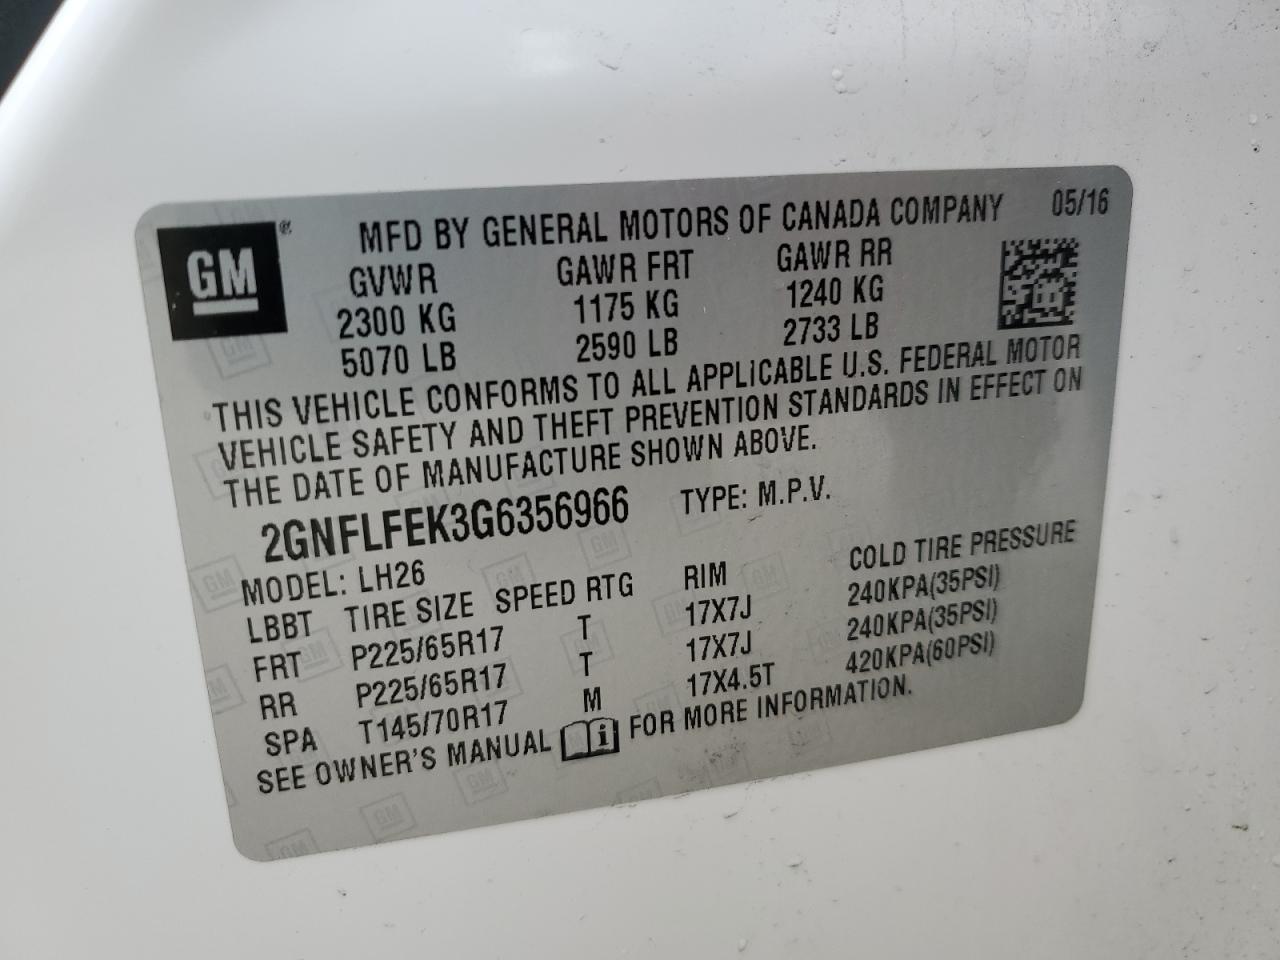 GM
MFD BY GENERAL MOTORS OF CANADA COMPANY 05/16
GVWR GAWR FRT GAWR RR
2300 KG 1175 KG 1240 KG
5070 LB 2590 LB 2733 LB
THIS VEHICLE CONFORMS TO ALL APPLICABLE U.S. FEDERAL MOTOR
VEHICLE SAFETY AND THEFT PREVENTION STANDARDS IN EFFECT ON
THE DATE OF MANUFACTURE SHOWN ABOVE.
2GNFLFEK3G6356966 TYPE: M.P.V.
MODEL: LH26
LBBT TIRE SIZE SPEED RTG RIM COLD TIRE PRESSURE
FRT P225/65R17 T 17X7J 240KPA(35PSI)
RR P225/65R17 T 17X7J 240KPA(35PSI)
SPA T145/70R17 M 17X4.5T 420KPA(60PSI)
SEE OWNER'S MANUAL i FOR MORE INFORMATION.